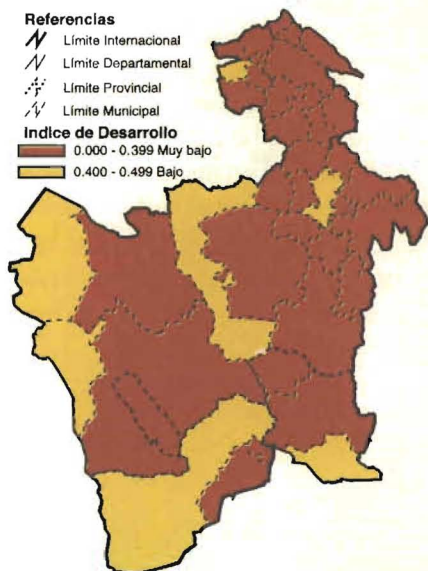 Referencias
Límite Internacional
Límite Departamental
Límite Provincial
Límite Municipal
Indice de Desarrollo
0.000 - 0.399 Muy bajo
0.400 - 0.499 Bajo